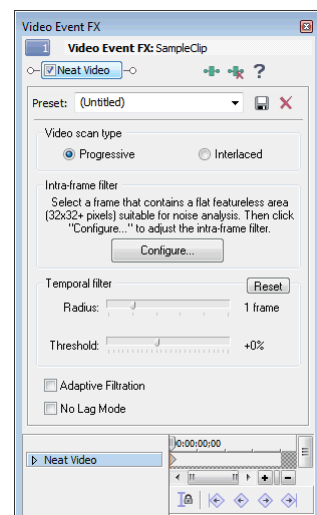 Video Event FX
1 Video Event FX: SampleClip
Neat Video
?
Preset: (Untitled)
Video scan type
Progressive Interlaced
Intra-frame filter
Select a frame that contains a flat featureless area
(32x32+ pixels) suitable for noise analysis. Then click
"Configure..." to adjust the intra-frame filter.
Configure...
Temporal filter Reset
Radius: 1 frame
Threshold: +0%
Adaptive Filtration
No Lag Mode
0:00:00;00
Neat Video